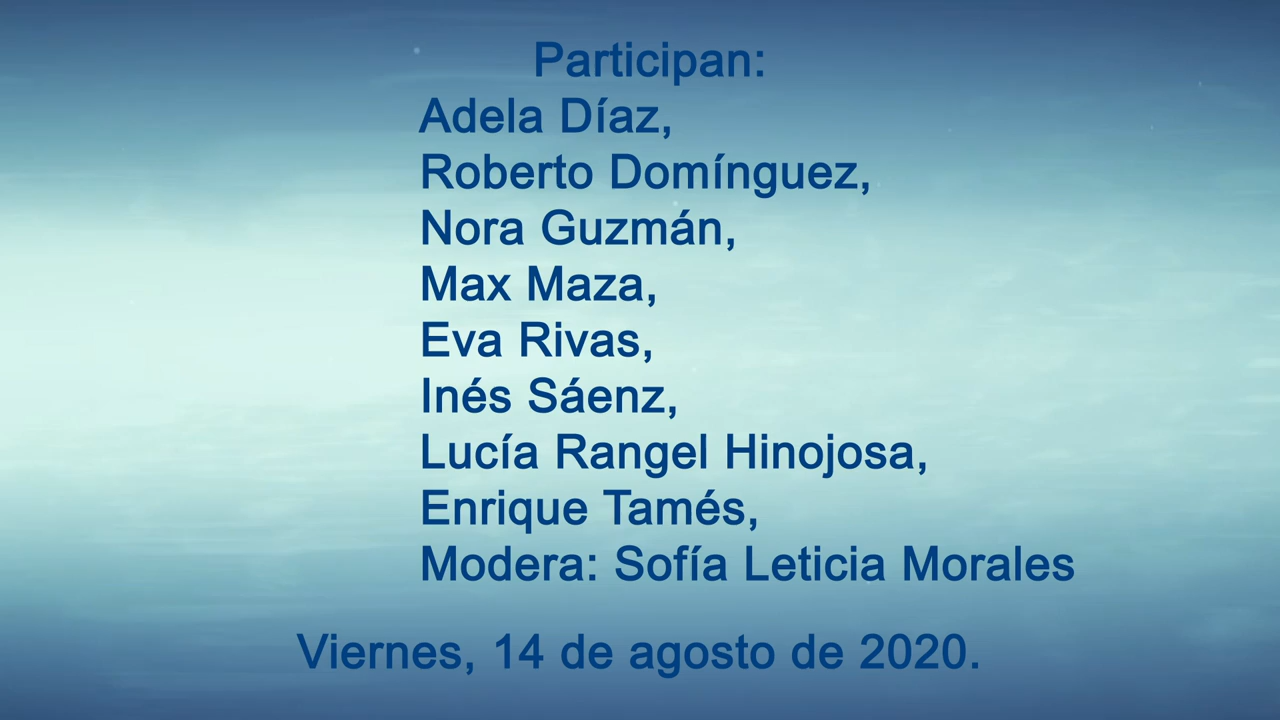 Participan:
Adela Díaz,
Roberto Domínguez,
Nora Guzmán,
Max Maza,
Eva Rivas,
Inés Sáenz,
Lucía Rangel Hinojosa,
Enrique Tamés,
Modera: Sofía Leticia Morales
Viernes, 14 de agosto de 2020.